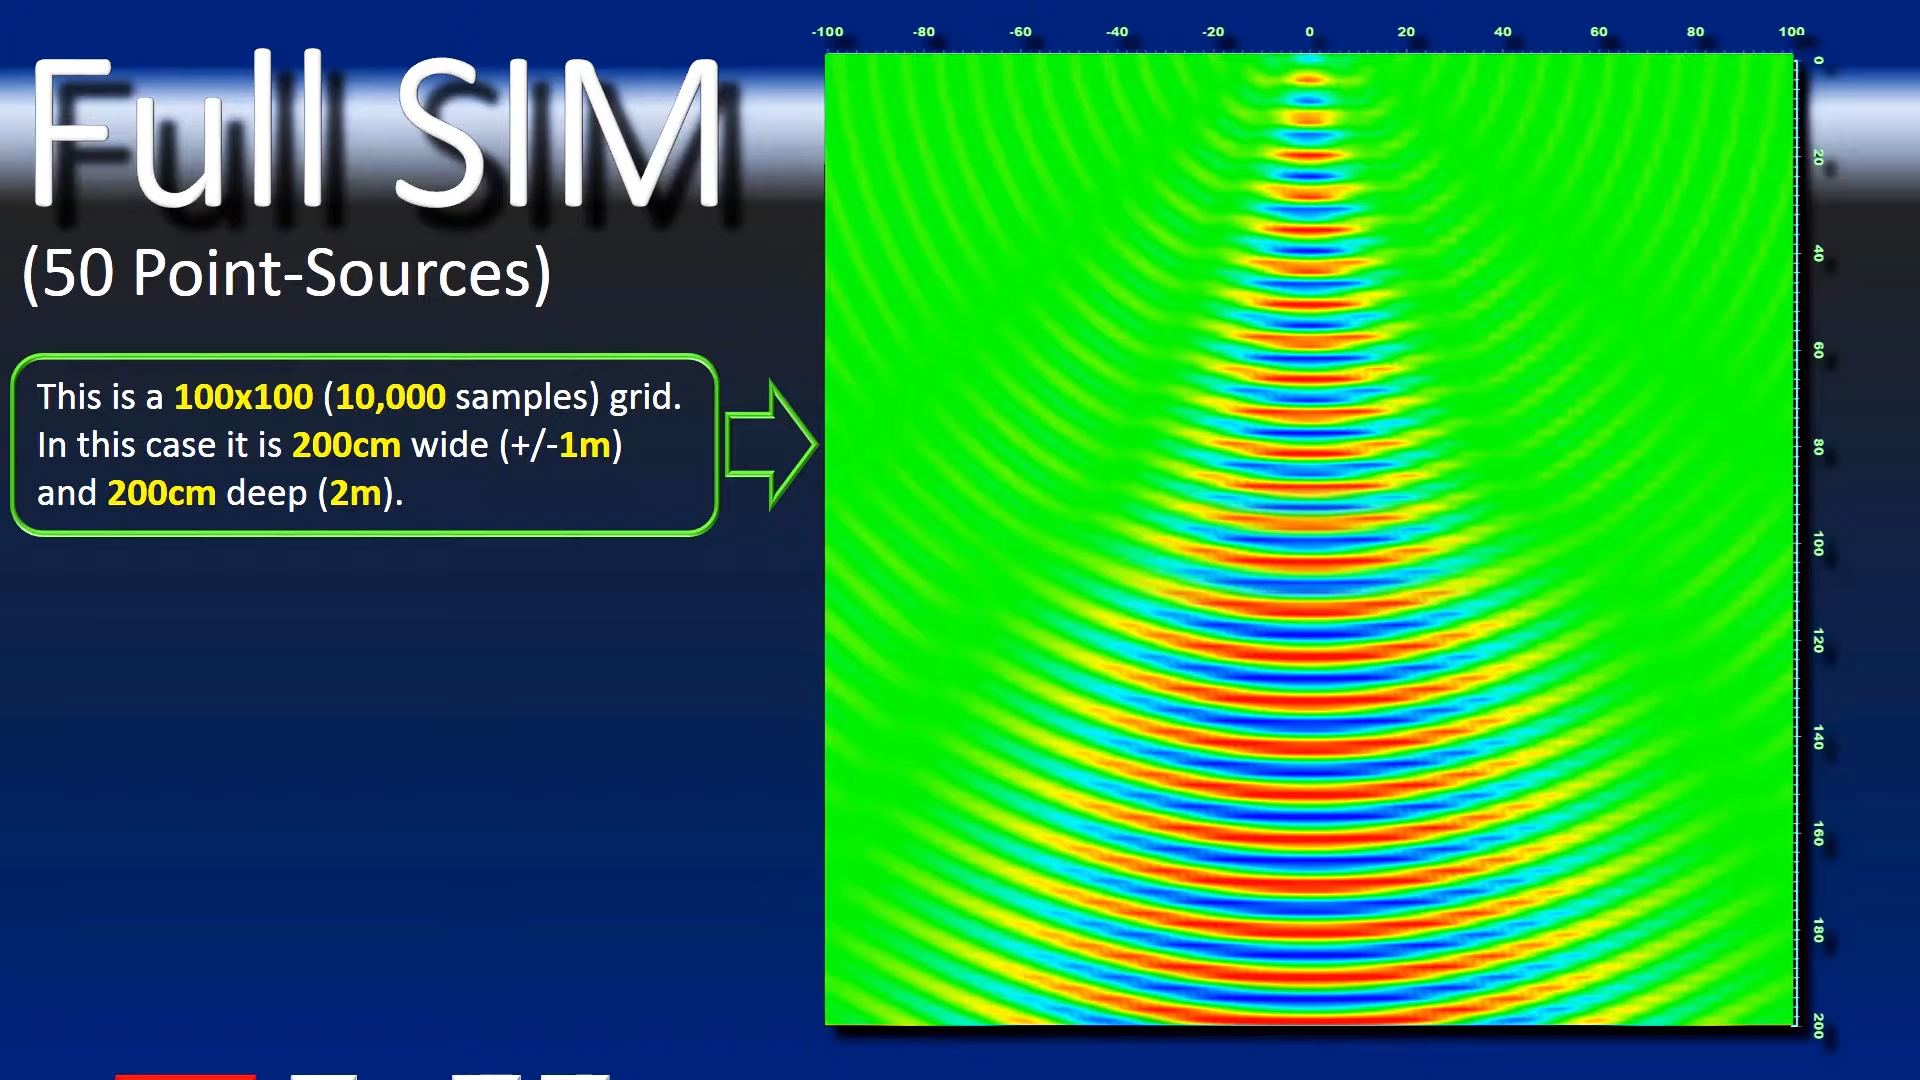 Full SIM
(50 Point-Sources)
This is a 100x100 (10,000 samples) grid.
In this case it is 200cm wide (+/-1m)
and 200cm deep (2m).
-100 -80 -60 -40 -20 0 20 40 60 80 100
0
20
40
60
80
100
120
140
160
180
200